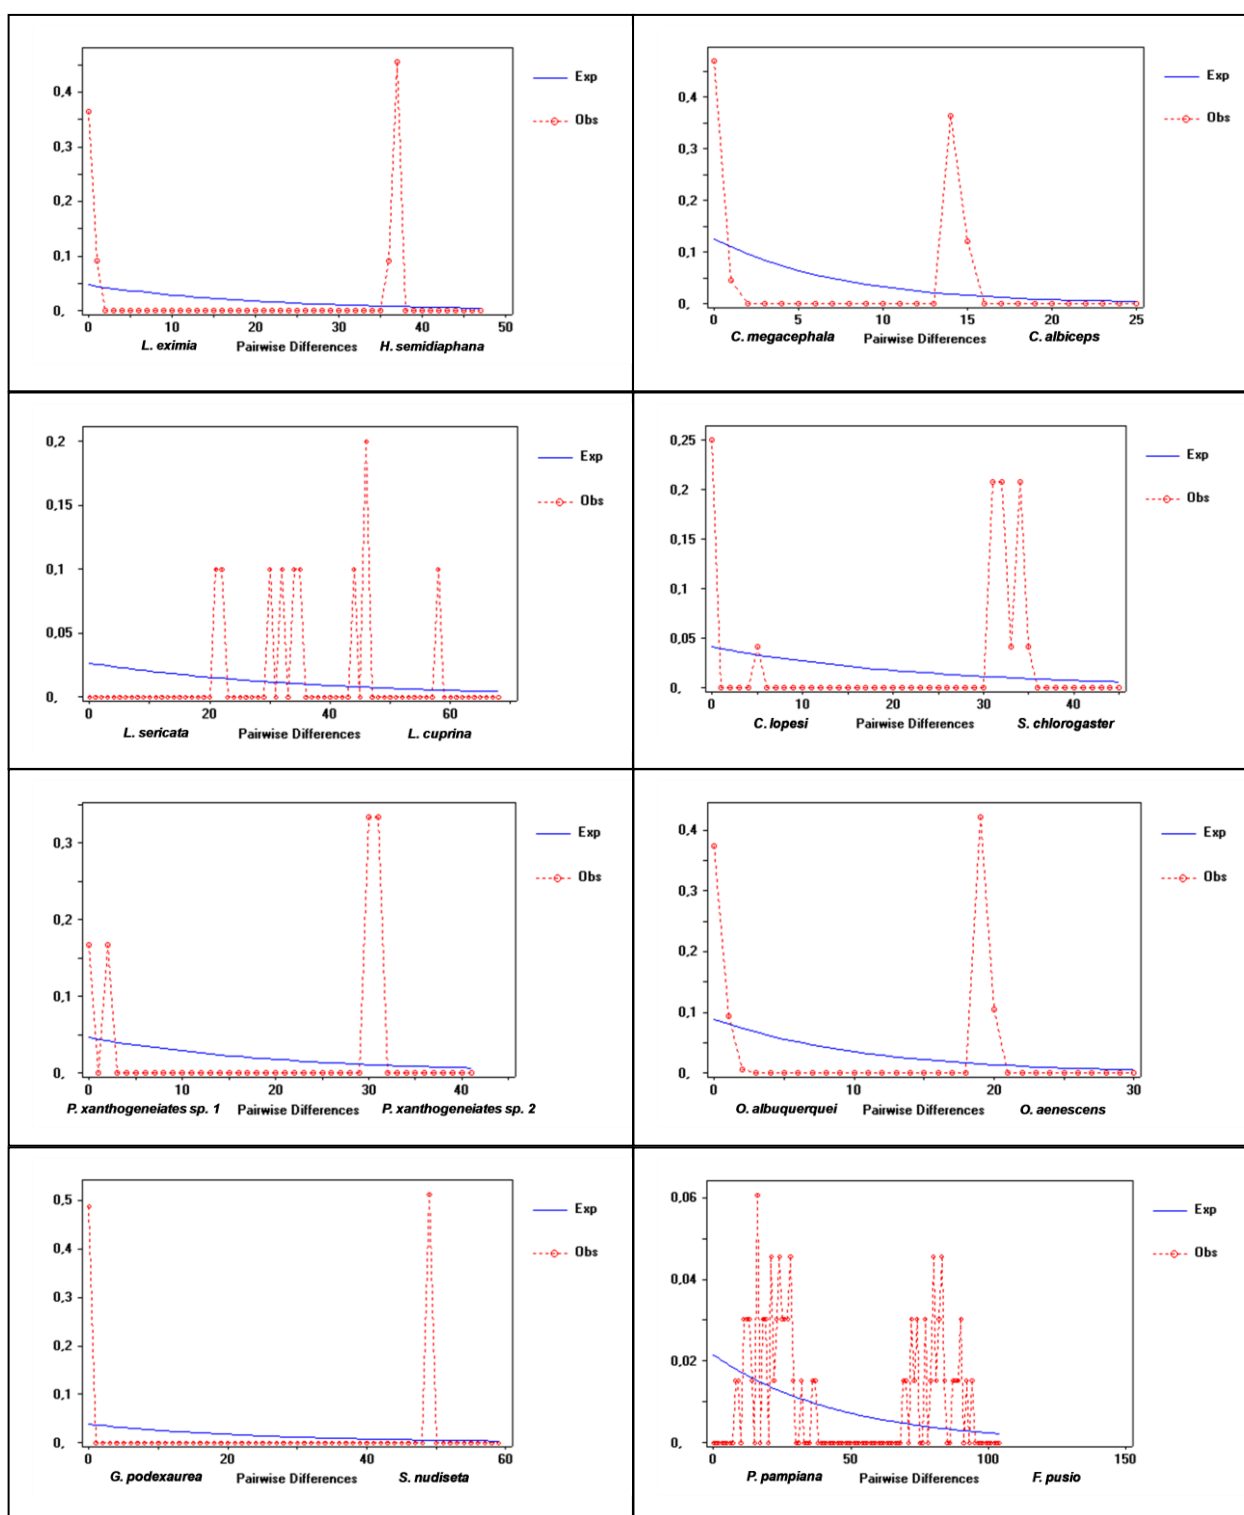 0,4
0,3
0,2
0,1
0,
0 10 20 30 40 50
L. eximia Pairwise Differences H. semidiaphana
Exp
Obs
0,4
0,3
0,2
0,1
0,
0 5 10 15 20 25
C. megacephala Pairwise Differences C. albiceps
Exp
Obs
0,2
0,15
0,1
0,05
0,
0 20 40 60
L. sericata Pairwise Differences L. cuprina
Exp
Obs
0,25
0,2
0,15
0,1
0,05
0,
0 10 20 30 40
C. lopesi Pairwise Differences S. chlorogaster
Exp
Obs
0,3
0,2
0,1
0,
0 10 20 30 40
P. xanthogeneiates sp. 1 Pairwise Differences P. xanthogeneiates sp. 2
Exp
Obs
0,4
0,3
0,2
0,1
0,
0 10 20 30
O. albuquerquei Pairwise Differences O. aenescens
Exp
Obs
0,5
0,4
0,3
0,2
0,1
0,
0 10 20 30 40 50 60
G. podexaurea Pairwise Differences S. nudiseta
Exp
Obs
0,06
0,04
0,02
0,
0 50 100 150
P. pampiana Pairwise Differences F. pusio
Exp
Obs